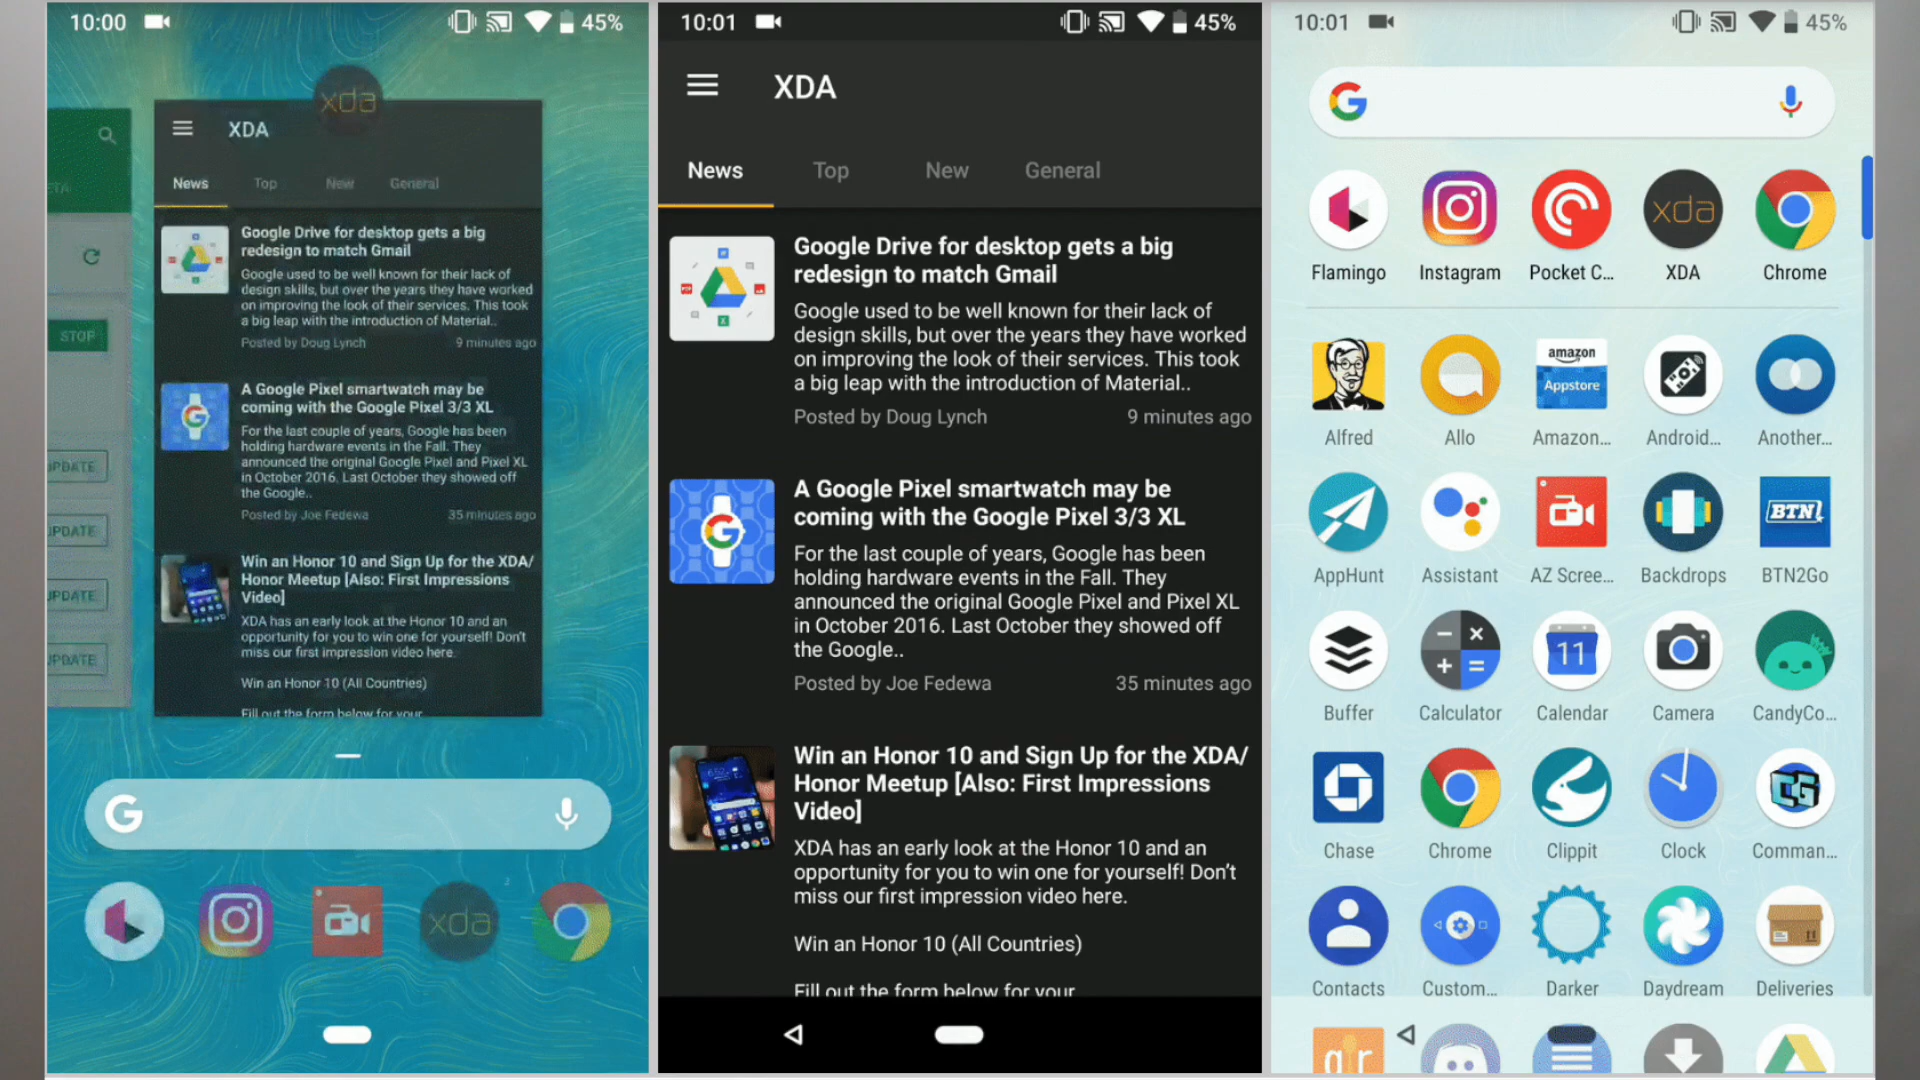 10:00
45%
xda
XDA
News Top New General
ETA
STOP
UPDATE
UPDATE
UPDATE
UPDATE
Google Drive for desktop gets a big
redesign to match Gmail
Google used to be well known for their lack of
design skills, but over the years they have worked
on improving the look of their services. This took
a big leap with the introduction of Material..
Posted by Doug Lynch 9 minutes ago
A Google Pixel smartwatch may be
coming with the Google Pixel 3/3 XL
For the last couple of years, Google has been
holding hardware events in the Fall. They
announced the original Google Pixel and Pixel XL
in October 2016. Last October they showed off
the Google..
Posted by Joe Fedewa 35 minutes ago
Win an Honor 10 and Sign Up for the XDA/
Honor Meetup [Also: First Impressions
Video]
XDA has an early look at the Honor 10 and an
opportunity for you to win one for yourself! Don't
miss our first impression video here.
Win an Honor 10 (All Countries)
Fill out the form below for your
G
xda
10:01
45%
XDA
News Top New General
Google Drive for desktop gets a big
redesign to match Gmail
Google used to be well known for their lack of
design skills, but over the years they have worked
on improving the look of their services. This took
a big leap with the introduction of Material..
Posted by Doug Lynch 9 minutes ago
A Google Pixel smartwatch may be
coming with the Google Pixel 3/3 XL
For the last couple of years, Google has been
holding hardware events in the Fall. They
announced the original Google Pixel and Pixel XL
in October 2016. Last October they showed off
the Google..
Posted by Joe Fedewa 35 minutes ago
Win an Honor 10 and Sign Up for the XDA/
Honor Meetup [Also: First Impressions
Video]
XDA has an early look at the Honor 10 and an
opportunity for you to win one for yourself! Don't
miss our first impression video here.
Win an Honor 10 (All Countries)
Fill out the form below for your
10:01
45%
G
xda
Flamingo Instagram Pocket C... XDA Chrome
amazon
Appstore
Alfred Allo Amazon... Android... Another...
BTN
AppHunt Assistant AZ Scree... Backdrops BTN2Go
11
Buffer Calculator Calendar Camera CandyCo...
CG
Chase Chrome Clippit Clock Comman...
Contacts Custom... Darker Daydream Deliveries
air